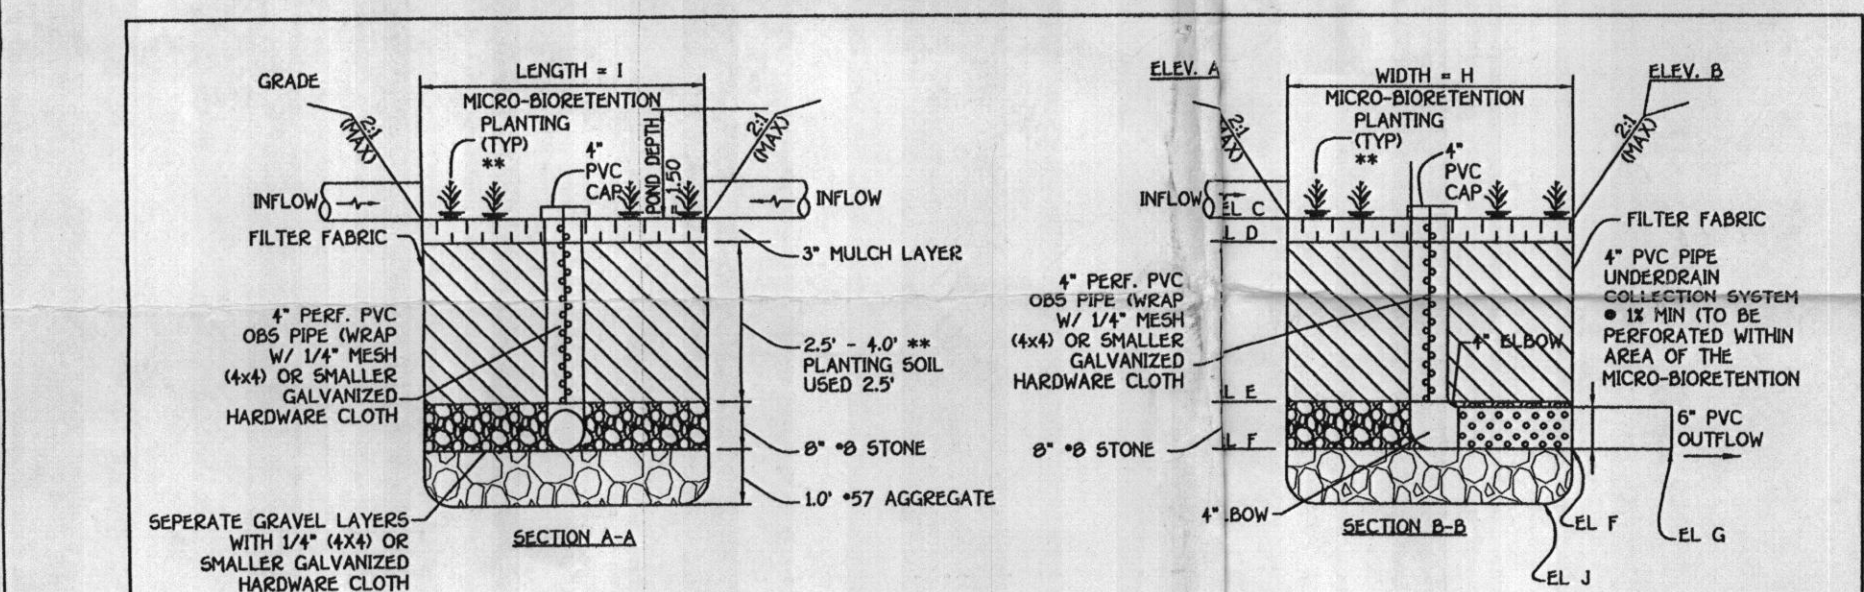 GRADE
LENGTH = I
MICRO-BIORETENTION
PLANTING
(TYP)
**
2:1
(MAX)
4"
PVC
CAP
POND DEPTH
= 1.50
2:1
(MAX)
INFLOW
INFLOW
FILTER FABRIC
3" MULCH LAYER
4" PERF. PVC
OBS PIPE (WRAP
W/ 1/4" MESH
(4x4) OR SMALLER
GALVANIZED
HARDWARE CLOTH
2.5' - 4.0' **
PLANTING SOIL
USED 2.5'
8" #8 STONE
1.0' #57 AGGREGATE
SEPERATE GRAVEL LAYERS
WITH 1/4" (4X4) OR
SMALLER GALVANIZED
HARDWARE CLOTH
SECTION A-A
ELEV. A
WIDTH = H
ELEV. B
MICRO-BIORETENTION
PLANTING
(TYP)
**
2:1
MAX)
4"
PVC
CAP
2:1
(MAX)
INFLOW
EL C
L D
FILTER FABRIC
4" PERF. PVC
OBS PIPE (WRAP
W/ 1/4" MESH
(4x4) OR SMALLER
GALVANIZED
HARDWARE CLOTH
4" PVC PIPE
UNDERDRAIN
COLLECTION SYSTEM
@ 1% MIN (TO BE
PERFORATED WITHIN
AREA OF THE
MICRO-BIORETENTION
4" ELBOW
L E
L F
8" #8 STONE
6" PVC
OUTFLOW
4" .BOW
SECTION B-B
EL F
EL G
EL J